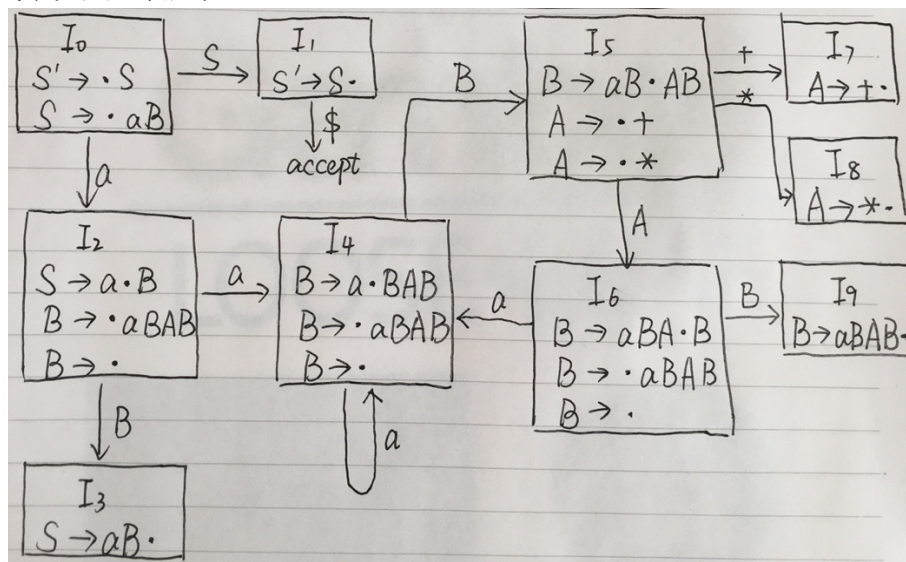 I₀
S' → · S
S → · aB
S
I₁
S' → S ·
$
accept
a
B
I₅
B → aB · AB
A → · +
A → · *
+
*
I₇
A → + ·
I₈
A → * ·
A
I₂
S → a · B
B → · aBAB
B → ·
a
I₄
B → a · BAB
B → · aBAB
B → ·
a
a
I₆
B → aBA · B
B → · aBAB
B → ·
B
I₉
B → aBAB ·
B
I₃
S → aB ·